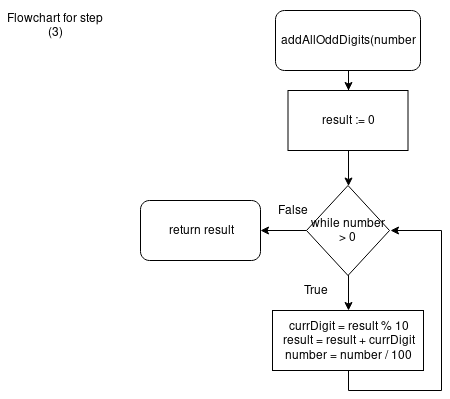 Flowchart for step
(3)
addAllOddDigits(number
result := 0
while number
> 0
False
return result
True
currDigit = result % 10
result = result + currDigit
number = number / 100